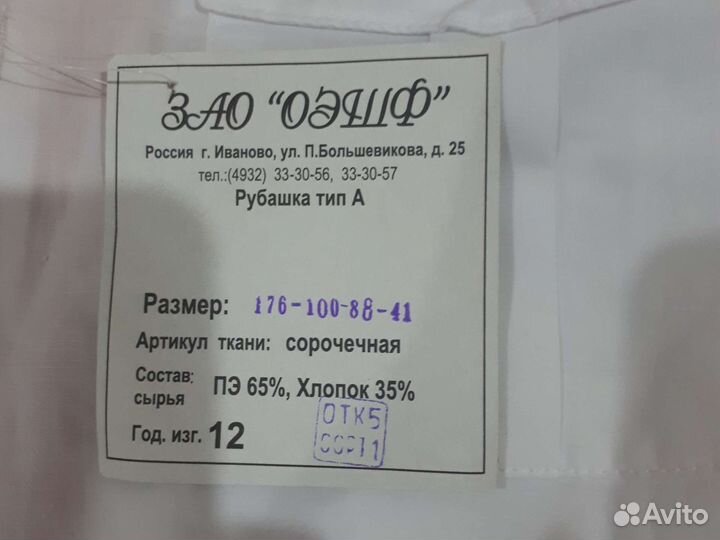 ЗАО "ОЭШФ"
Россия г. Иваново, ул. П.Большевикова, д. 25
тел.:(4932) 33-30-56, 33-30-57
Рубашка тип А
Размер: 176-100-88-41
Артикул ткани: сорочечная
Состав: сырья ПЭ 65%, Хлопок 35%
Год. изг. 12
ОТК5
Avito